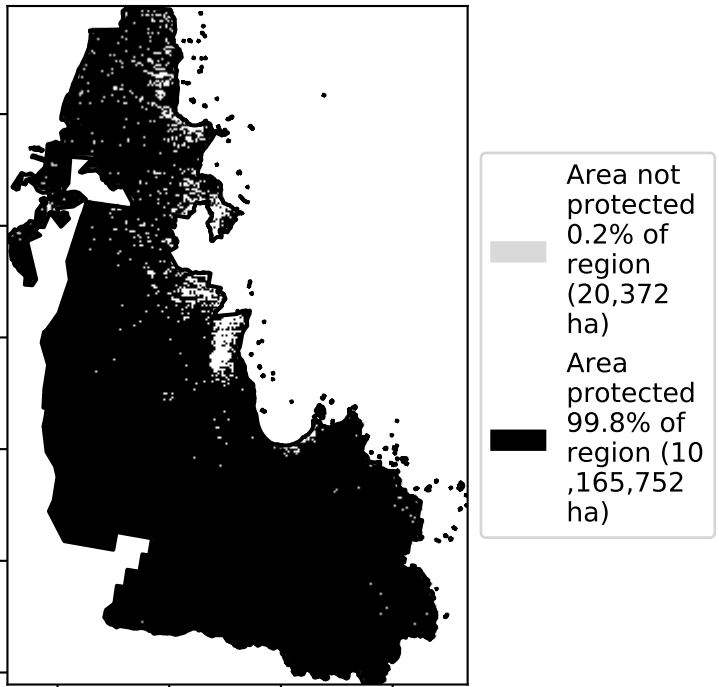 Area not
protected
0.2% of
region
(20,372
ha)
Area
protected
99.8% of
region (10
,165,752
ha)